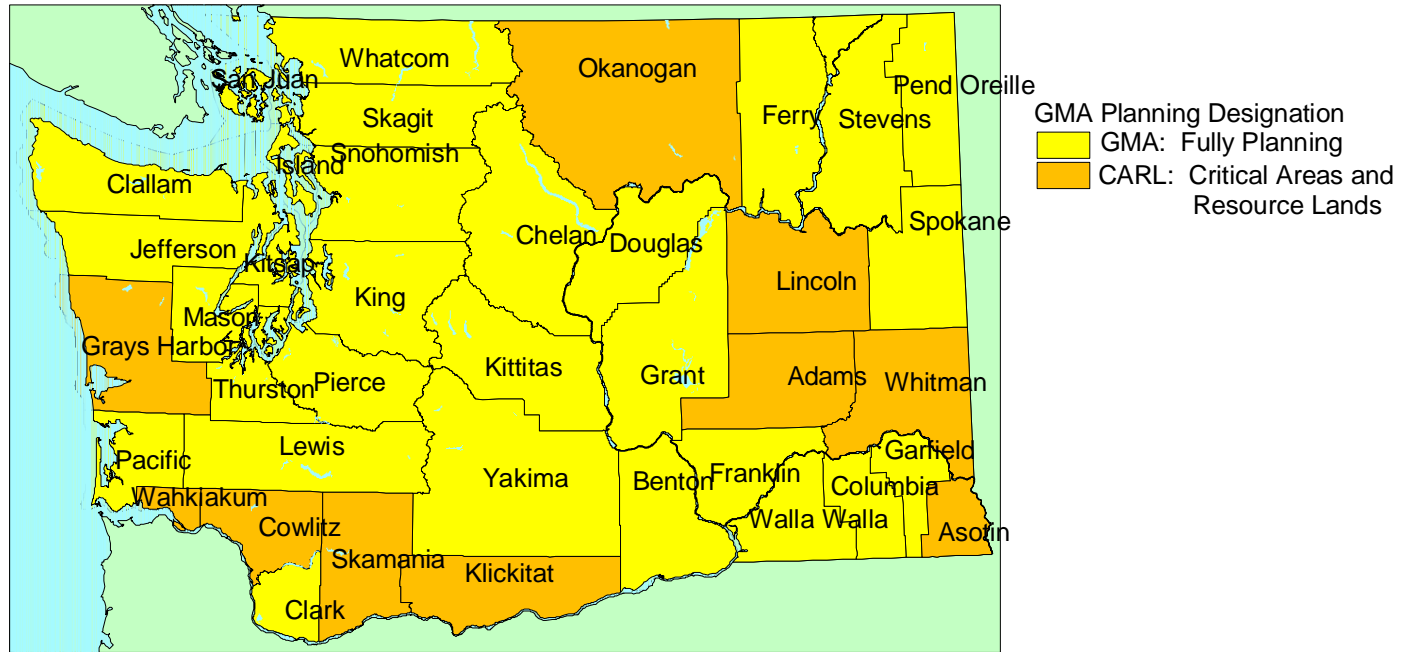 Whatcom
Okanogan
San Juan
Pend Oreille
Ferry
Stevens
Skagit
Snohomish
Island
Clallam
Spokane
Chelan
Douglas
Jefferson
Kitsap
Lincoln
King
Mason
Grays Harbor
Kittitas
Grant
Adams
Whitman
Thurston
Pierce
Lewis
Garfield
Pacific
Yakima
Benton
Franklin
Columbia
Wahkiakum
Cowlitz
Walla Walla
Asotin
Skamania
Klickitat
Clark
GMA Planning Designation
GMA: Fully Planning
CARL: Critical Areas and
Resource Lands